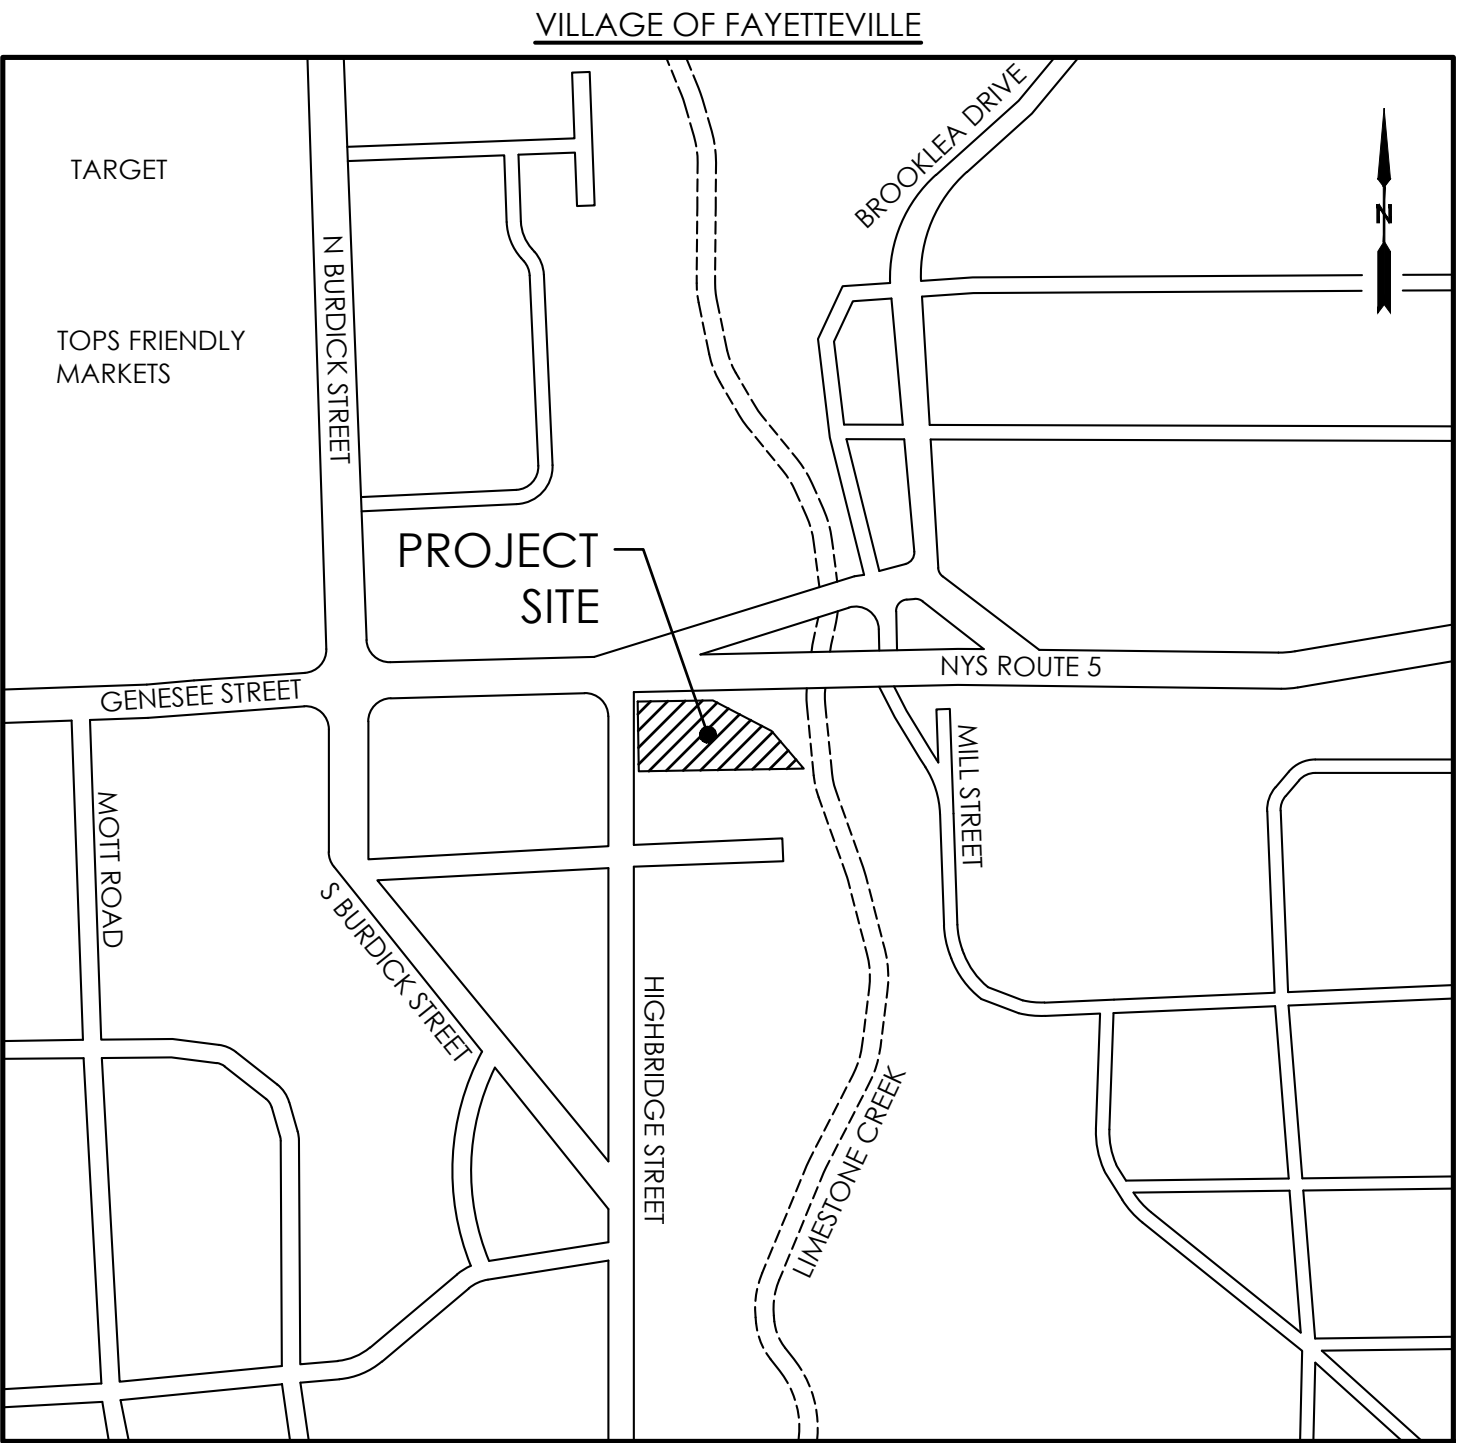 VILLAGE OF FAYETTEVILLE
BROOKLEA DRIVE
TARGET
N
N BURDICK STREET
TOPS FRIENDLY
MARKETS
PROJECT
SITE
NYS ROUTE 5
GENESEE STREET
MILL STREET
MOTT ROAD
S BURDICK STREET
HIGHBRIDGE STREET
LIMESTONE CREEK